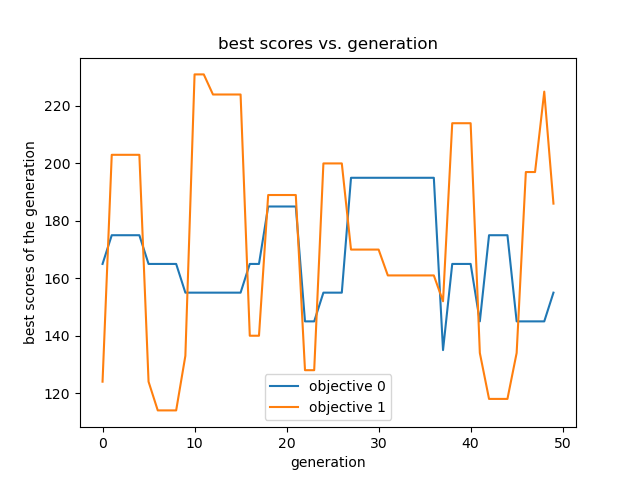 best scores vs. generation
best scores of the generation
220
200
180
160
140
120
objective 0
objective 1
0 10 20 30 40 50
generation